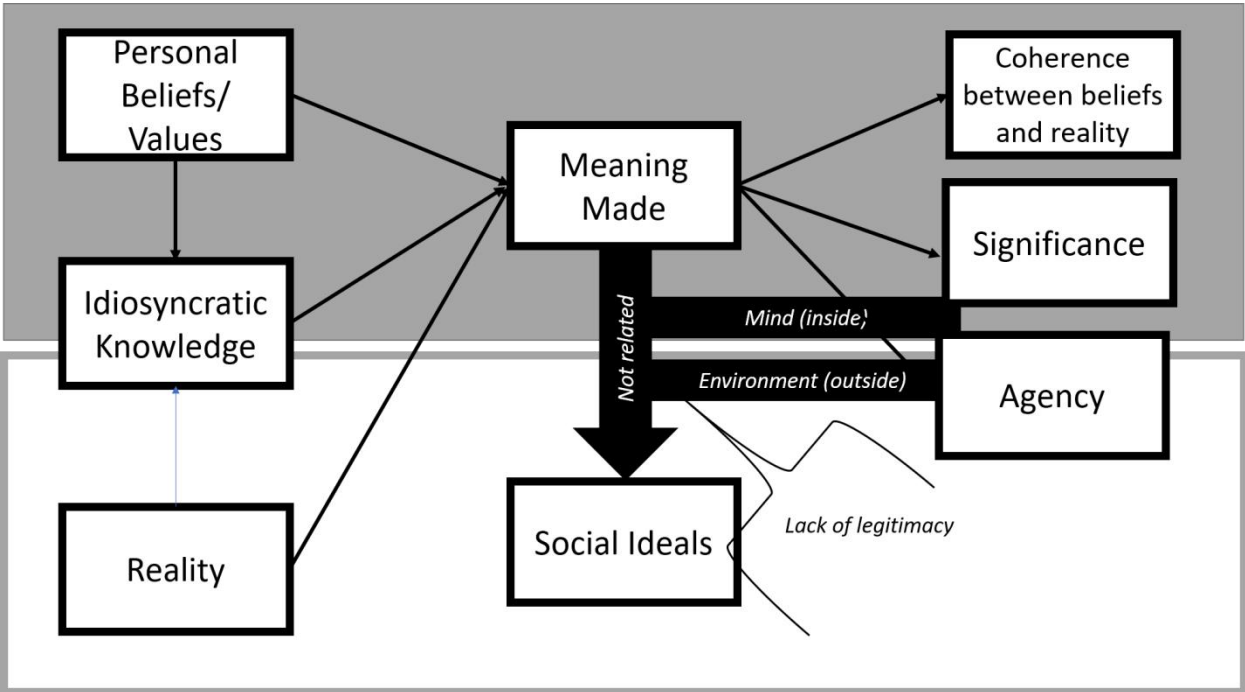 Personal
Beliefs/
Values
Idiosyncratic
Knowledge
Reality
Meaning
Made
Not related
Mind (inside)
Environment (outside)
Social Ideals
Lack of legitimacy
Coherence
between beliefs
and reality
Significance
Agency